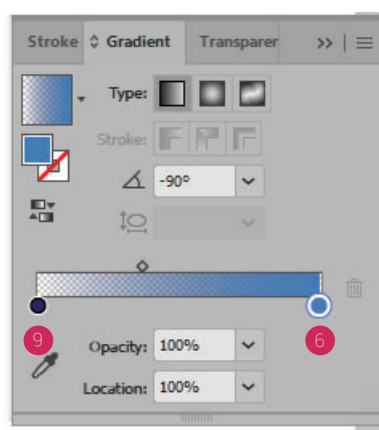 Stroke Gradient Transparer
Type:
Stroke:
-90°
9 6
Opacity: 100%
Location: 100%